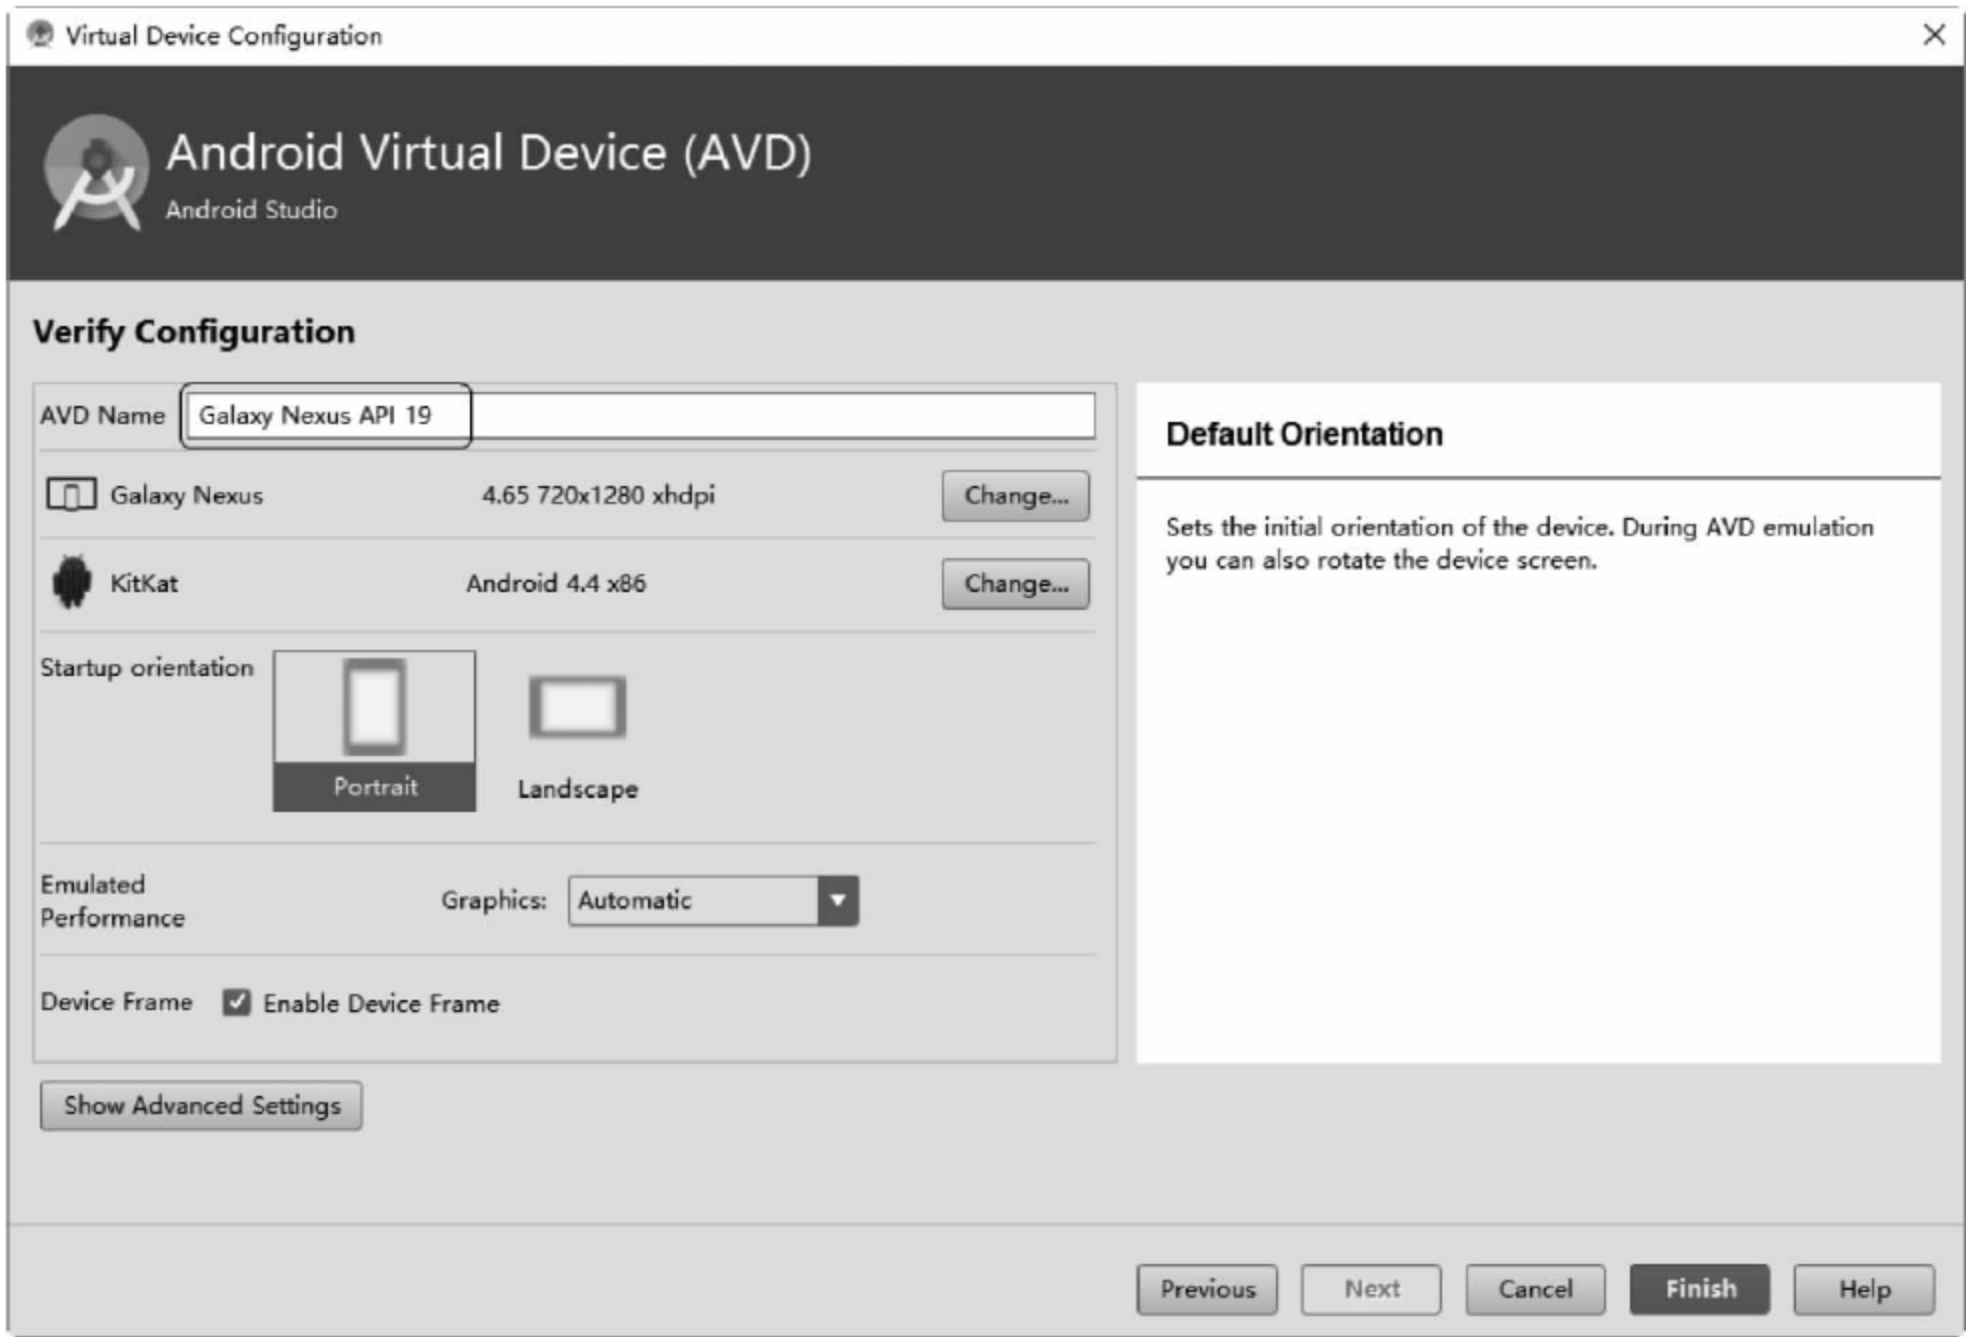 Virtual Device Configuration
Android Virtual Device (AVD)
Android Studio
Verify Configuration
AVD Name Galaxy Nexus API 19
Galaxy Nexus 4.65 720x1280 xhdpi Change...
KitKat Android 4.4 x86 Change...
Startup orientation
Portrait Landscape
Emulated
Performance
Graphics: Automatic
Device Frame Enable Device Frame
Show Advanced Settings
Default Orientation
Sets the initial orientation of the device. During AVD emulation
you can also rotate the device screen.
Previous Next Cancel Finish Help